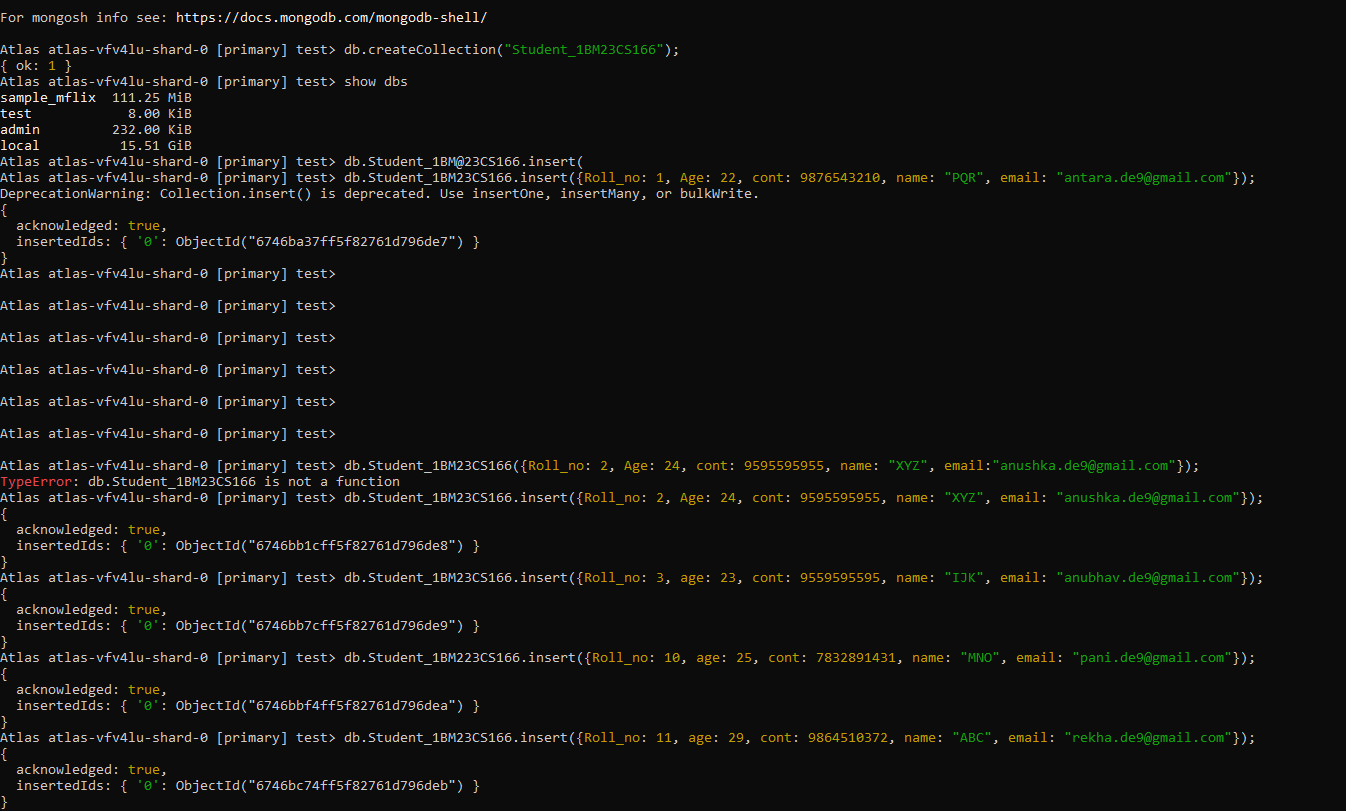 For mongosh info see: https://docs.mongodb.com/mongodb-shell/
Atlas atlas-vfv4lu-shard-0 [primary] test> db.createCollection("Student_1BM23CS166");
{ ok: 1 }
Atlas atlas-vfv4lu-shard-0 [primary] test> show dbs
sample_mflix  111.25 MiB
test            8.00 KiB
admin         232.00 KiB
local          15.51 GiB
Atlas atlas-vfv4lu-shard-0 [primary] test> db.Student_1BM@23CS166.insert(
Atlas atlas-vfv4lu-shard-0 [primary] test> db.Student_1BM23CS166.insert({Roll_no: 1, Age: 22, cont: 9876543210, name: "PQR", email: "antara.de9@gmail.com"});
DeprecationWarning: Collection.insert() is deprecated. Use insertOne, insertMany, or bulkWrite.
{
  acknowledged: true,
  insertedIds: { '0': ObjectId("6746ba37ff5f82761d796de7") }
}
Atlas atlas-vfv4lu-shard-0 [primary] test>
Atlas atlas-vfv4lu-shard-0 [primary] test>
Atlas atlas-vfv4lu-shard-0 [primary] test>
Atlas atlas-vfv4lu-shard-0 [primary] test>
Atlas atlas-vfv4lu-shard-0 [primary] test>
Atlas atlas-vfv4lu-shard-0 [primary] test>
Atlas atlas-vfv4lu-shard-0 [primary] test> db.Student_1BM23CS166({Roll_no: 2, Age: 24, cont: 9595595955, name: "XYZ", email:"anushka.de9@gmail.com"});
TypeError: db.Student_1BM23CS166 is not a function
Atlas atlas-vfv4lu-shard-0 [primary] test> db.Student_1BM23CS166.insert({Roll_no: 2, Age: 24, cont: 9595595955, name: "XYZ", email: "anushka.de9@gmail.com"});
{
  acknowledged: true,
  insertedIds: { '0': ObjectId("6746bb1cff5f82761d796de8") }
}
Atlas atlas-vfv4lu-shard-0 [primary] test> db.Student_1BM23CS166.insert({Roll_no: 3, age: 23, cont: 9559595595, name: "IJK", email: "anubhav.de9@gmail.com"});
{
  acknowledged: true,
  insertedIds: { '0': ObjectId("6746bb7cff5f82761d796de9") }
}
Atlas atlas-vfv4lu-shard-0 [primary] test> db.Student_1BM223CS166.insert({Roll_no: 10, age: 25, cont: 7832891431, name: "MNO", email: "pani.de9@gmail.com"});
{
  acknowledged: true,
  insertedIds: { '0': ObjectId("6746bbf4ff5f82761d796dea") }
}
Atlas atlas-vfv4lu-shard-0 [primary] test> db.Student_1BM23CS166.insert({Roll_no: 11, age: 29, cont: 9864510372, name: "ABC", email: "rekha.de9@gmail.com"});
{
  acknowledged: true,
  insertedIds: { '0': ObjectId("6746bc74ff5f82761d796deb") }
}